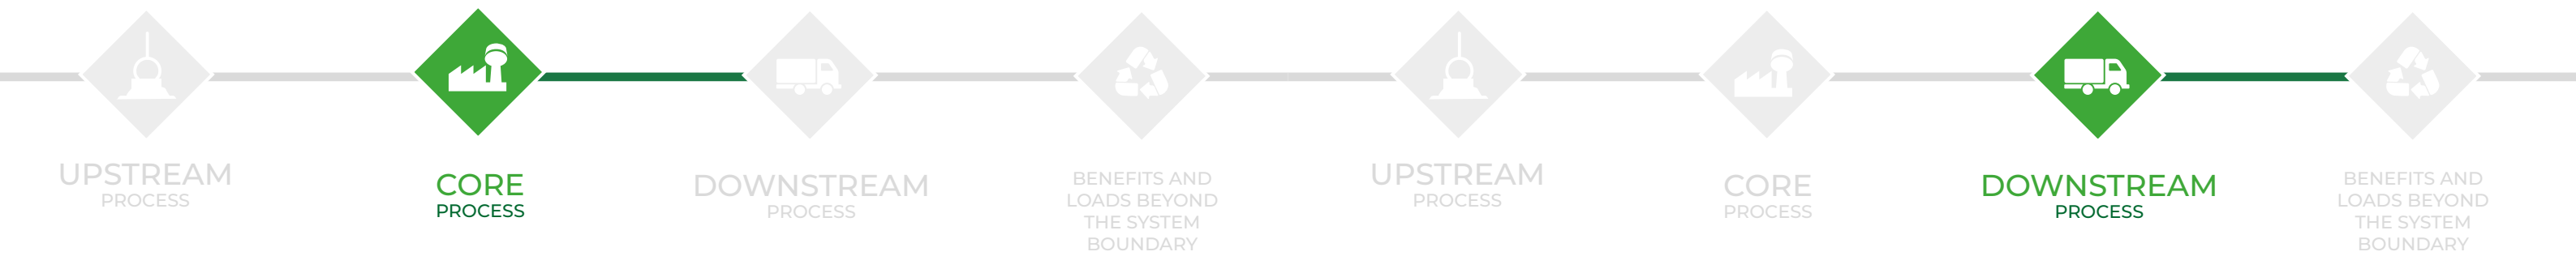 UPSTREAM
PROCESS
CORE
PROCESS
DOWNSTREAM
PROCESS
BENEFITS AND
LOADS BEYOND
THE SYSTEM
BOUNDARY
UPSTREAM
PROCESS
CORE
PROCESS
DOWNSTREAM
PROCESS
BENEFITS AND
LOADS BEYOND
THE SYSTEM
BOUNDARY